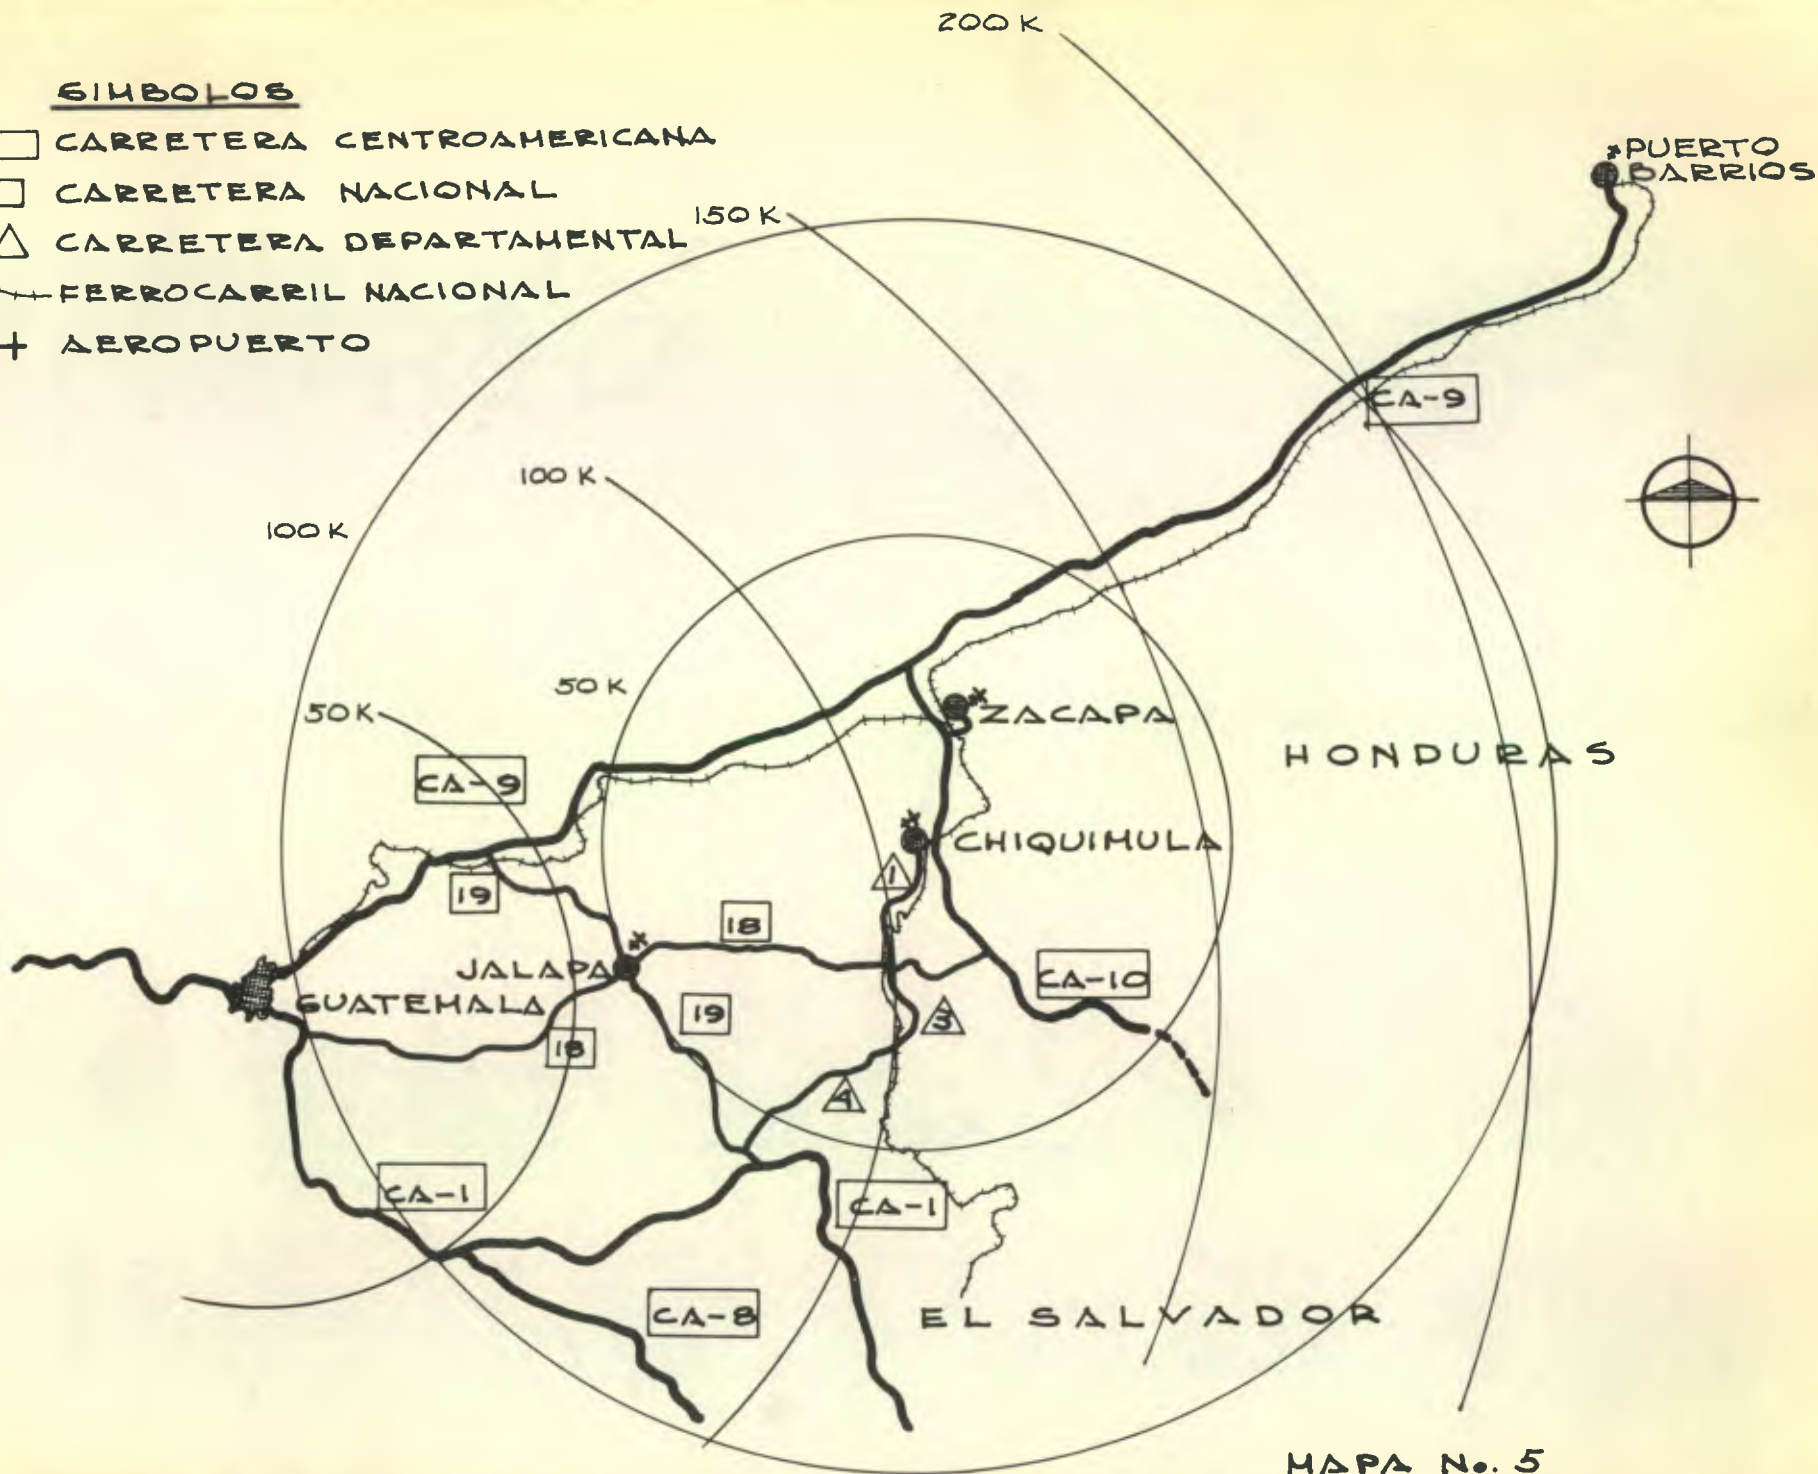 200 K
SIMBOLOS
CARRETERA CENTROAMERICANA
CARRETERA NACIONAL
CARRETERA DEPARTAMENTAL
FERROCARRIL NACIONAL
AEROPUERTO
150 K
PUERTO
BARRIOS
CA-9
100 K
100 K
50 K
50 K
ZACAPA
HONDURAS
CA-9
CHIQUIMULA
1
19
18
JALAPA
CA-10
GUATEMALA
19
3
18
4
CA-1
CA-1
CA-8
EL SALVADOR
MAPA No. 5